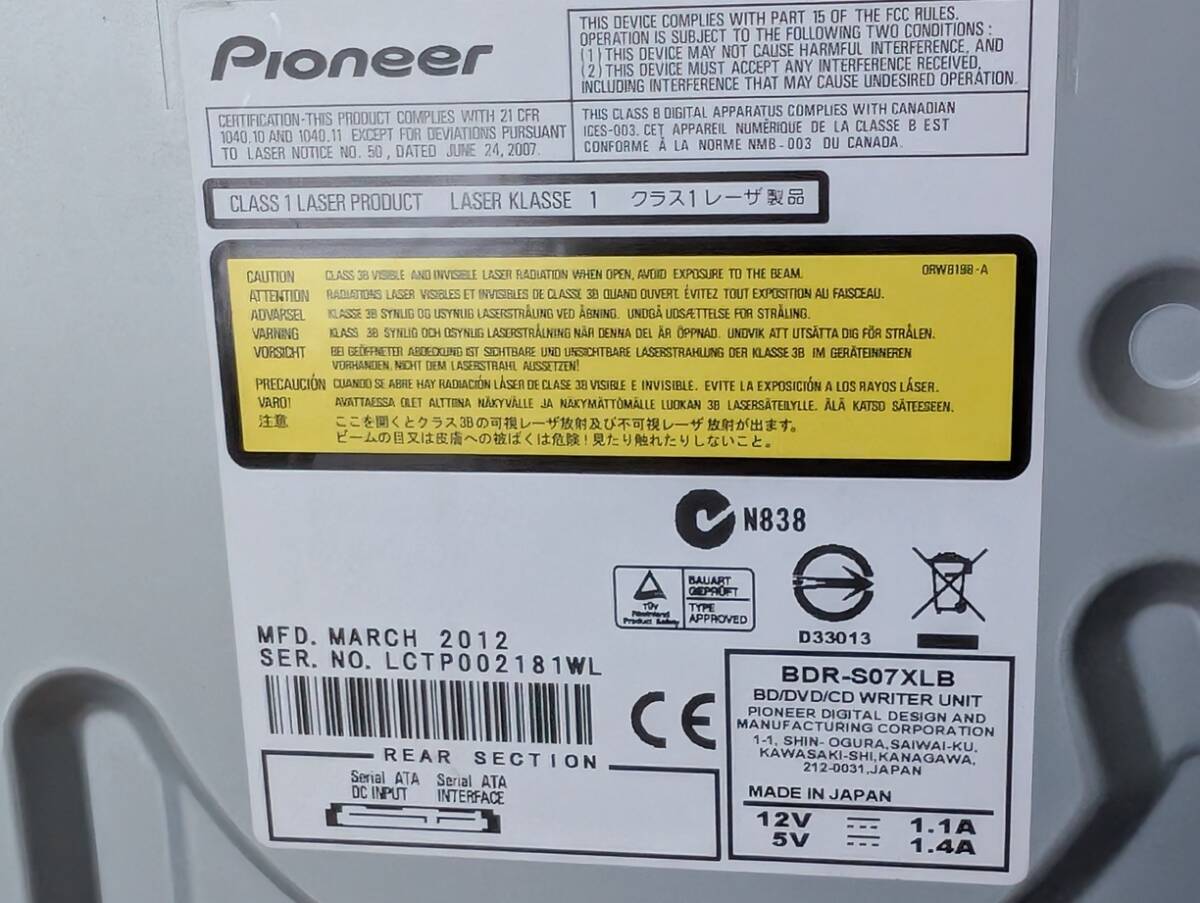 Pioneer
THIS DEVICE COMPLIES WITH PART 15 OF THE FCC RULES.
OPERATION IS SUBJECT TO THE FOLLOWING TWO CONDITIONS :
(1) THIS DEVICE MAY NOT CAUSE HARMFUL INTERFERENCE, AND
(2) THIS DEVICE MUST ACCEPT ANY INTERFERENCE RECEIVED,
INCLUDING INTERFERENCE THAT MAY CAUSE UNDESIRED OPERATION.
CERTIFICATION-THIS PRODUCT COMPLIES WITH 21 CFR
1040.10 AND 1040.11 EXCEPT FOR DEVIATIONS PURSUANT
TO LASER NOTICE NO. 50, DATED JUNE 24, 2007.
THIS CLASS B DIGITAL APPARATUS COMPLIES WITH CANADIAN
ICES-003. CET APPAREIL NUMÉRIQUE DE LA CLASSE B EST
CONFORME À LA NORME NMB-003 DU CANADA.
CLASS 1 LASER PRODUCT LASER KLASSE 1 クラス1レーザ製品
CAUTION CLASS 3B VISIBLE AND INVISIBLE LASER RADIATION WHEN OPEN, AVOID EXPOSURE TO THE BEAM. ORW8198-A
ATTENTION RADIATIONS LASER VISIBLES ET INVISIBLES DE CLASSE 3B QUAND OUVERT. ÉVITEZ TOUT EXPOSITION AU FAISCEAU.
ADVARSEL KLASSE 3B SYNLIG OG USYNLIG LASERSTRÅLING VED ÅBNING. UNDGÅ UDSÆTTELSE FOR STRÅLING.
VARNING KLASS 3B SYNLIG OCH OSYNLIG LASERSTRÅLNING NÄR DENNA DEL ÄR ÖPPNAD. UNDVIK ATT UTSÄTTA DIG FÖR STRÅLEN.
VORSICHT BEI GEÖFFNETER ABDECKUNG IST SICHTBARE UND UNSICHTBARE LASERSTRAHLUNG DER KLASSE 3B IM GERÄTEINNEREN
VORHANDEN. NICHT DEM LASERSTRAHL AUSSETZEN!
PRECAUCIÓN CUANDO SE ABRE HAY RADIACIÓN LÁSER DE CLASE 3B VISIBLE E INVISIBLE. EVITE LA EXPOSICIÓN A LOS RAYOS LÁSER.
VARO! AVATTAESSA OLET ALTTIINA NÄKYVÄLLE JA NÄKYMÄTTÖMÄLLE LUOKAN 3B LASERSÄTEILYLLE. ÄLÄ KATSO SÄTEESEEN.
注意 ここを開くとクラス3Bの可視レーザ放射及び不可視レーザ放射が出ます。
ビームの目又は皮膚への被ばくは危険!見たり触れたりしないこと。
N838
TÜV
Rheinland
Product Safety
BAUART
GEPRÜFT
TYPE
APPROVED
D33013
MFD. MARCH 2012
SER. NO. LCTP002181WL
CE
REAR SECTION
Serial ATA
DC INPUT
Serial ATA
INTERFACE
BDR-S07XLB
BD/DVD/CD WRITER UNIT
PIONEER DIGITAL DESIGN AND
MANUFACTURING CORPORATION
1-1, SHIN-OGURA,SAIWAI-KU,
KAWASAKI-SHI,KANAGAWA,
212-0031,JAPAN
MADE IN JAPAN
12V 1.1A
5V 1.4A